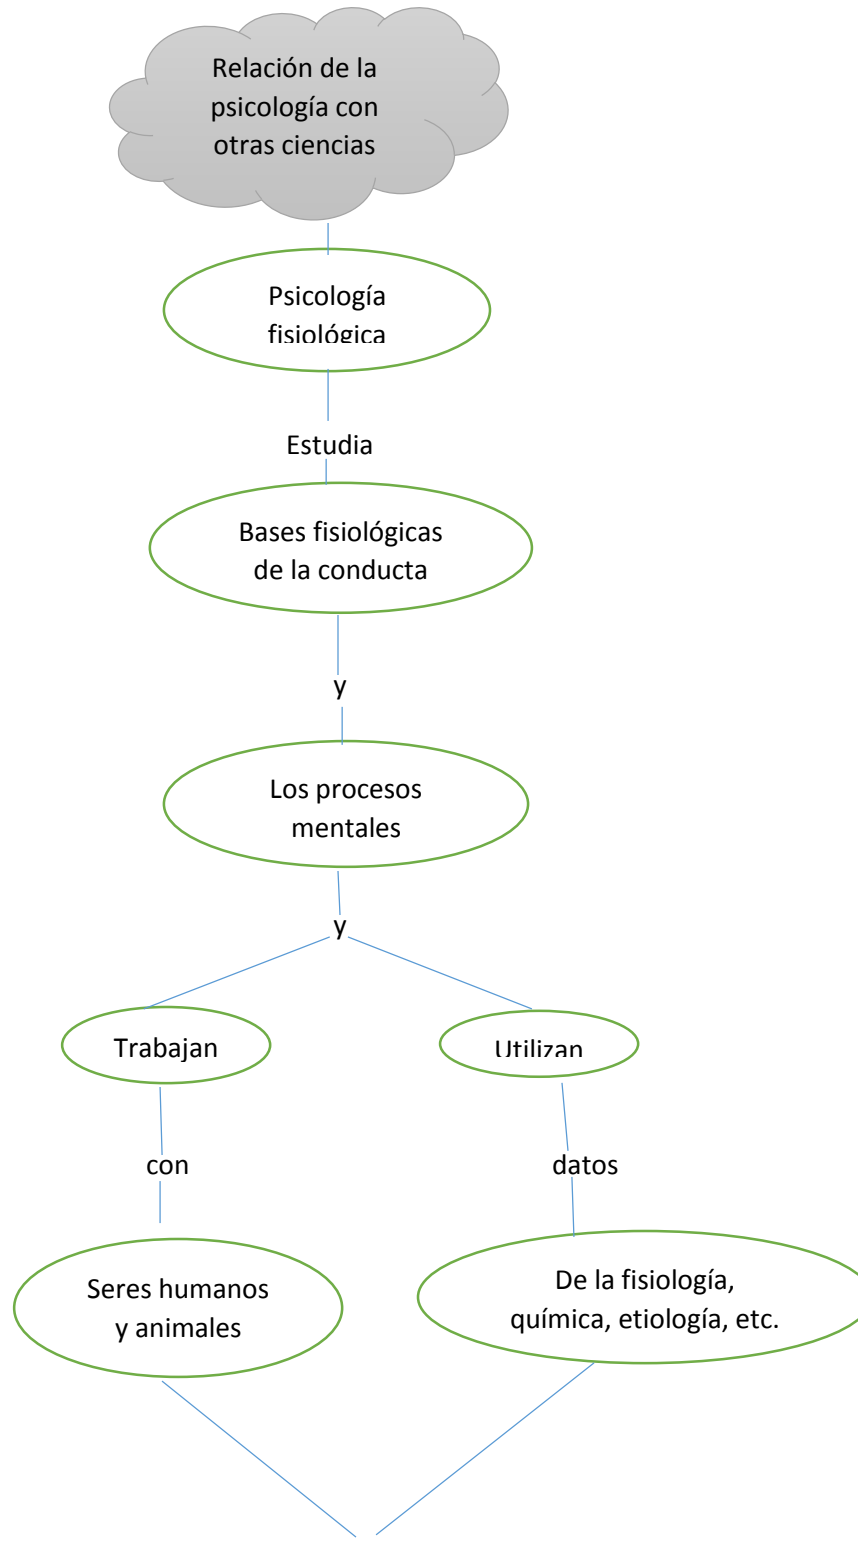 Relación de la
psicología con
otras ciencias
Psicología
fisiológica
Estudia
Bases fisiológicas
de la conducta
y
Los procesos
mentales
y
Trabajan
Utilizan
con
datos
Seres humanos
y animales
De la fisiología,
química, etiología, etc.